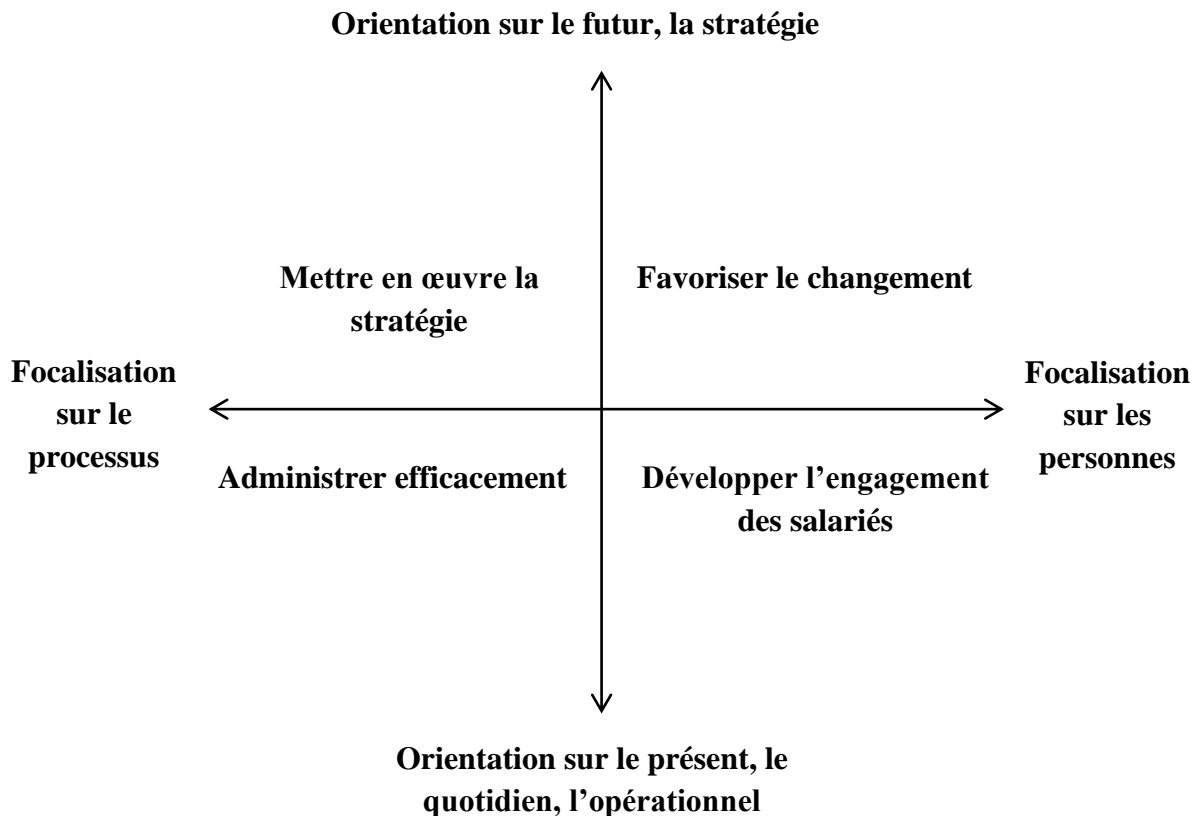 Orientation sur le futur, la stratégie
Mettre en œuvre la
stratégie
Favoriser le changement
Focalisation
sur le
processus
Focalisation
sur les
personnes
Administrer efficacement
Développer l’engagement
des salariés
Orientation sur le présent, le
quotidien, l’opérationnel